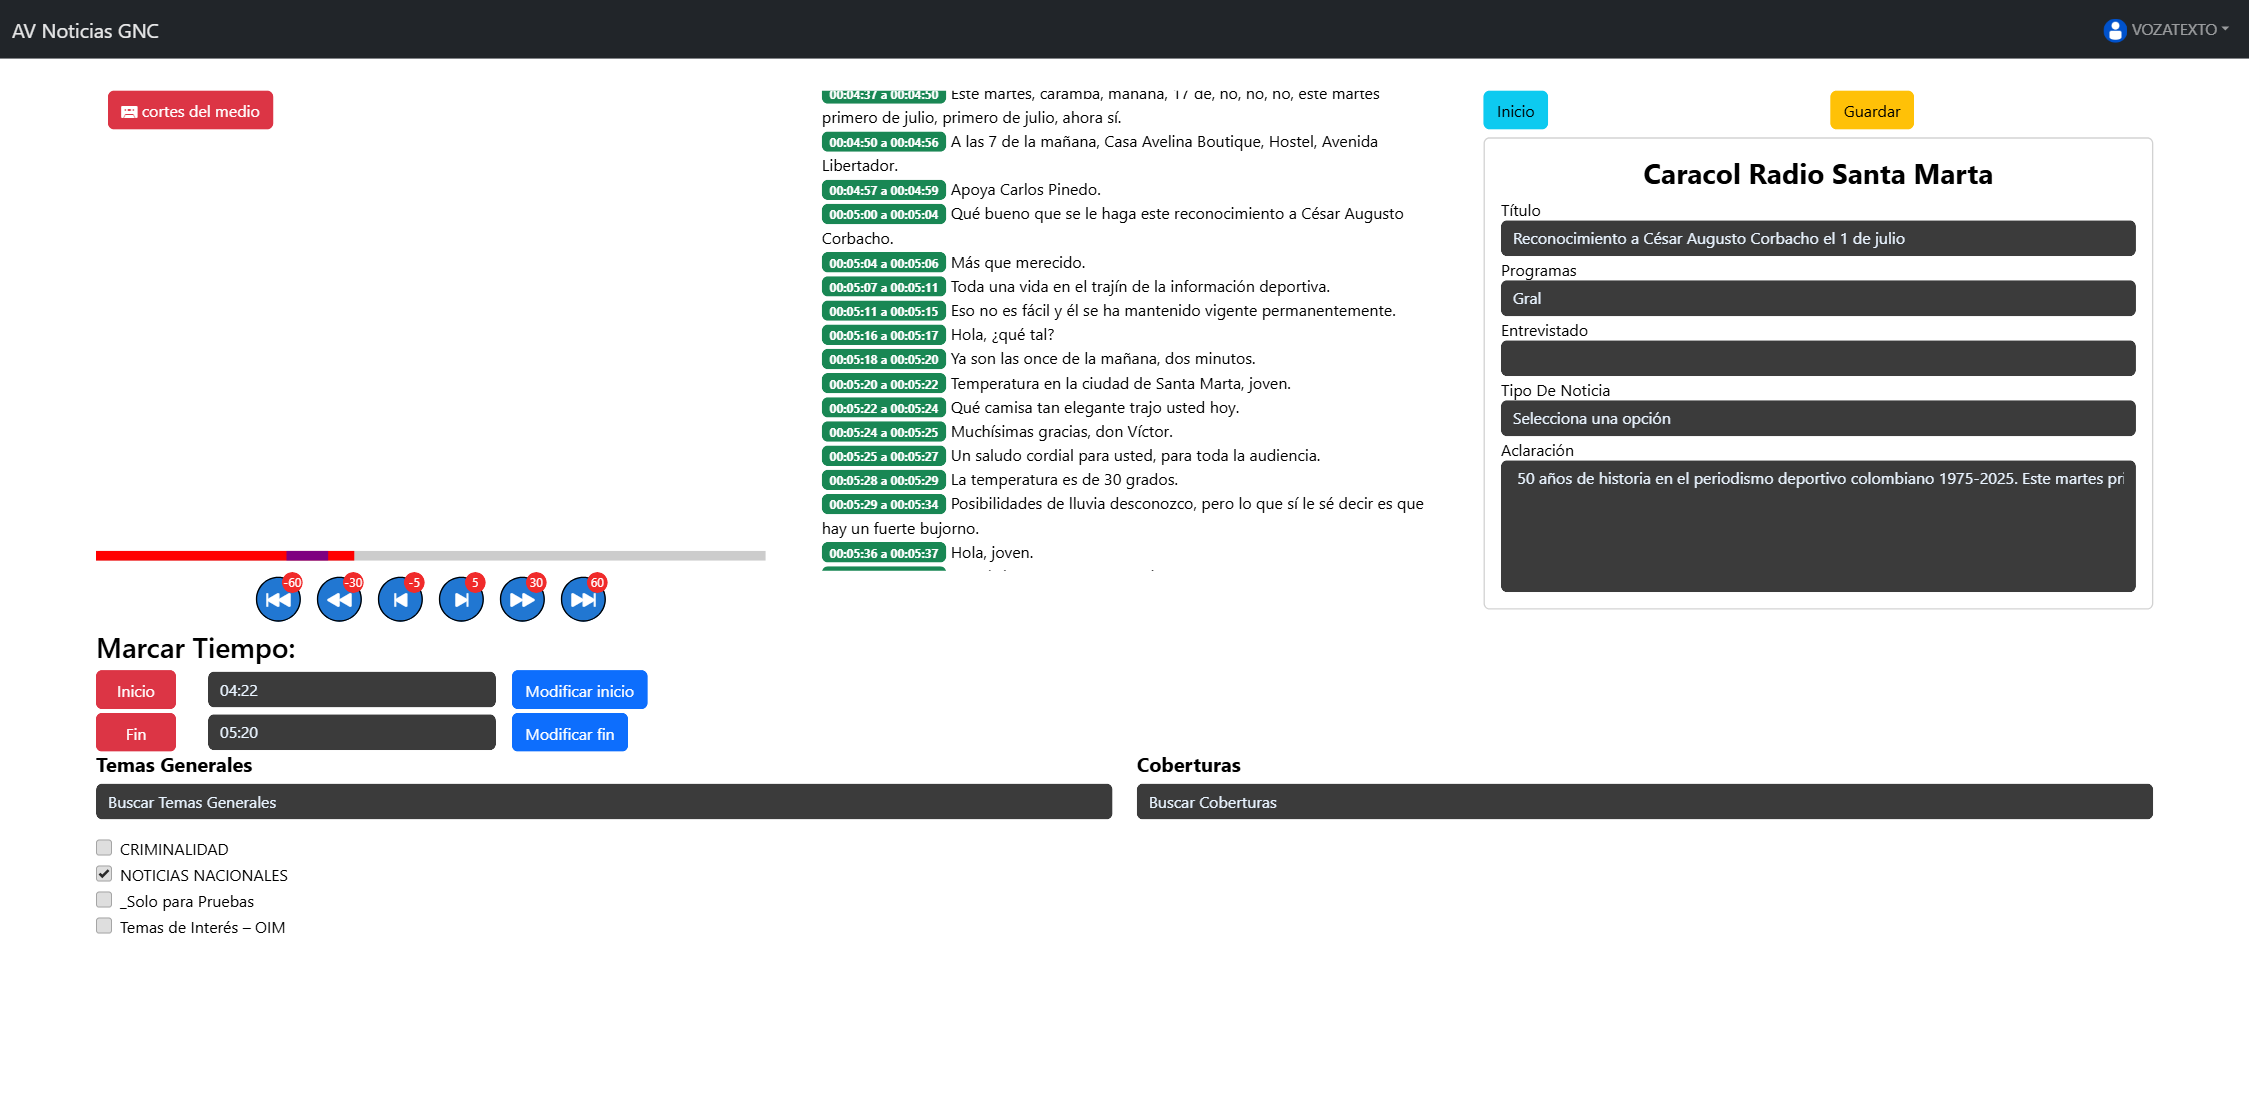 AV Noticias GNC
VOZATEXTO
cortes del medio
-60
-30
-5
5
30
60
Marcar Tiempo:
Inicio
04:22
Modificar inicio
Fin
05:20
Modificar fin
00:04:37 a 00:04:50 Este martes, caramba, mañana, 17 de, no, no, no, este martes
primero de julio, primero de julio, ahora sí.
00:04:50 a 00:04:56 A las 7 de la mañana, Casa Avelina Boutique, Hostel, Avenida
Libertador.
00:04:57 a 00:04:59 Apoya Carlos Pinedo.
00:05:00 a 00:05:04 Qué bueno que se le haga este reconocimiento a César Augusto
Corbacho.
00:05:04 a 00:05:06 Más que merecido.
00:05:07 a 00:05:11 Toda una vida en el trajín de la información deportiva.
00:05:11 a 00:05:15 Eso no es fácil y él se ha mantenido vigente permanentemente.
00:05:16 a 00:05:17 Hola, ¿qué tal?
00:05:18 a 00:05:20 Ya son las once de la mañana, dos minutos.
00:05:20 a 00:05:22 Temperatura en la ciudad de Santa Marta, joven.
00:05:22 a 00:05:24 Qué camisa tan elegante trajo usted hoy.
00:05:24 a 00:05:25 Muchísimas gracias, don Víctor.
00:05:25 a 00:05:27 Un saludo cordial para usted, para toda la audiencia.
00:05:28 a 00:05:29 La temperatura es de 30 grados.
00:05:29 a 00:05:34 Posibilidades de lluvia desconozco, pero lo que sí le sé decir es que
hay un fuerte bujorno.
00:05:36 a 00:05:37 Hola, joven.
Inicio
Guardar
Caracol Radio Santa Marta
Título
Reconocimiento a César Augusto Corbacho el 1 de julio
Programas
Gral
Entrevistado
Tipo De Noticia
Selecciona una opción
Aclaración
50 años de historia en el periodismo deportivo colombiano 1975-2025. Este martes pri
Temas Generales
Buscar Temas Generales
CRIMINALIDAD
NOTICIAS NACIONALES
_Solo para Pruebas
Temas de Interés – OIM
Coberturas
Buscar Coberturas